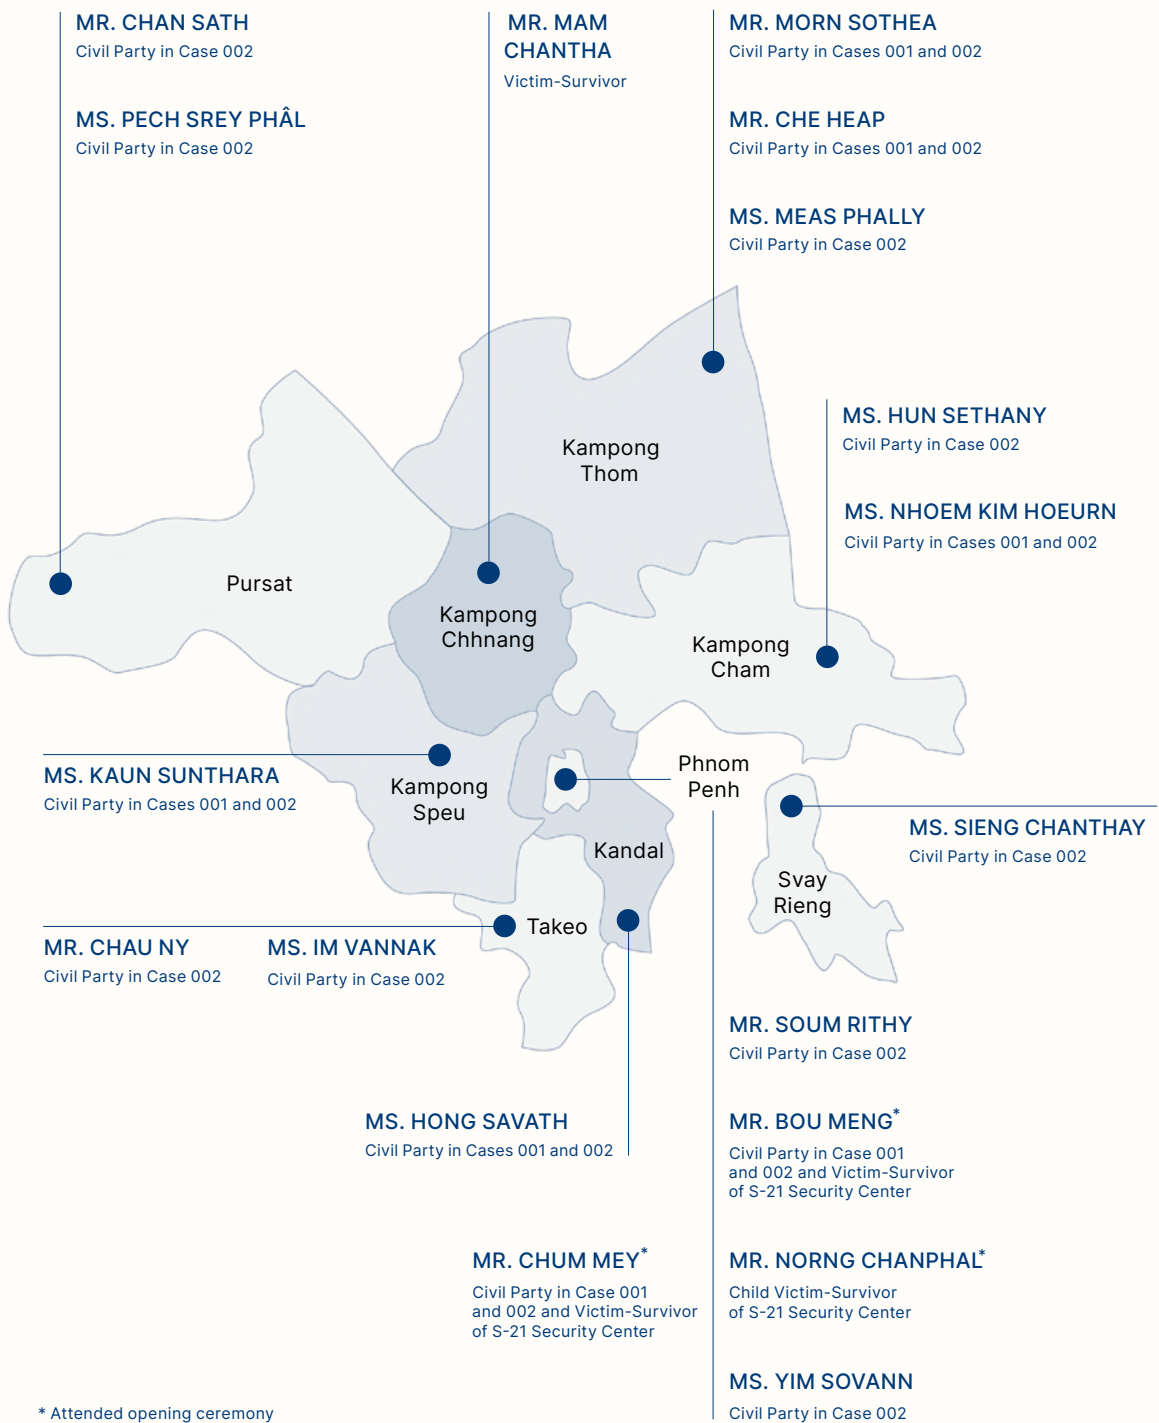 MR. CHAN SATH
Civil Party in Case 002
MS. PECH SREY PHÂL
Civil Party in Case 002
MR. MAM
CHANTHA
Victim-Survivor
MR. MORN SOTHEA
Civil Party in Cases 001 and 002
MR. CHE HEAP
Civil Party in Cases 001 and 002
MS. MEAS PHALLY
Civil Party in Case 002
MS. HUN SETHANY
Civil Party in Case 002
MS. NHOEM KIM HOEURN
Civil Party in Cases 001 and 002
Kampong
Thom
Pursat
Kampong
Chhnang
Kampong
Cham
MS. KAUN SUNTHARA
Civil Party in Cases 001 and 002
Kampong
Speu
Phnom
Penh
Kandal
MS. SIENG CHANTHAY
Civil Party in Case 002
Svay
Rieng
Takeo
MR. CHAU NY
Civil Party in Case 002
MS. IM VANNAK
Civil Party in Case 002
MR. SOUM RITHY
Civil Party in Case 002
MS. HONG SAVATH
Civil Party in Cases 001 and 002
MR. BOU MENG*
Civil Party in Case 001
and 002 and Victim-Survivor
of S-21 Security Center
MR. CHUM MEY*
Civil Party in Case 001
and 002 and Victim-Survivor
of S-21 Security Center
MR. NORNG CHANPHAL*
Child Victim-Survivor
of S-21 Security Center
MS. YIM SOVANN
Civil Party in Case 002
* Attended opening ceremony